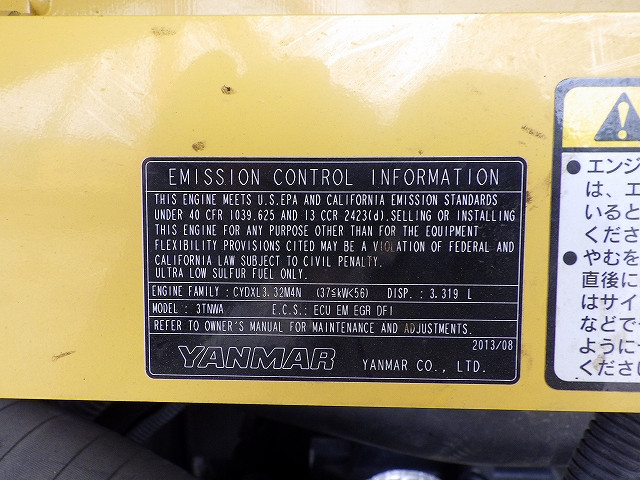 EMISSION CONTROL INFORMATION
THIS ENGINE MEETS U.S.EPA AND CALIFORNIA EMISSION STANDARDS
UNDER 40 CFR 1039.625 AND 13 CCR 2423(d).SELLING OR INSTALLING
THIS ENGINE FOR ANY PURPOSE OTHER THAN FOR THE EQUIPMENT
FLEXIBILITY PROVISIONS CITED MAY BE A VIOLATION OF FEDERAL AND
CALIFORNIA LAW SUBJECT TO CIVIL PENALTY.
ULTRA LOW SULFUR FUEL ONLY.
ENGINE FAMILY : CYDXL3.32M4N (37≤kW<56) DISP.: 3.319 L
MODEL : 3TNWA E.C.S.: ECU EM EGR DFI
REFER TO OWNER'S MANUAL FOR MAINTENANCE AND ADJUSTMENTS.
2013/08
YANMAR YANMAR CO., LTD.
●エンジ
は、エ
いると
くださ
●やむを
直後に
はサイ
などで
ように
ください